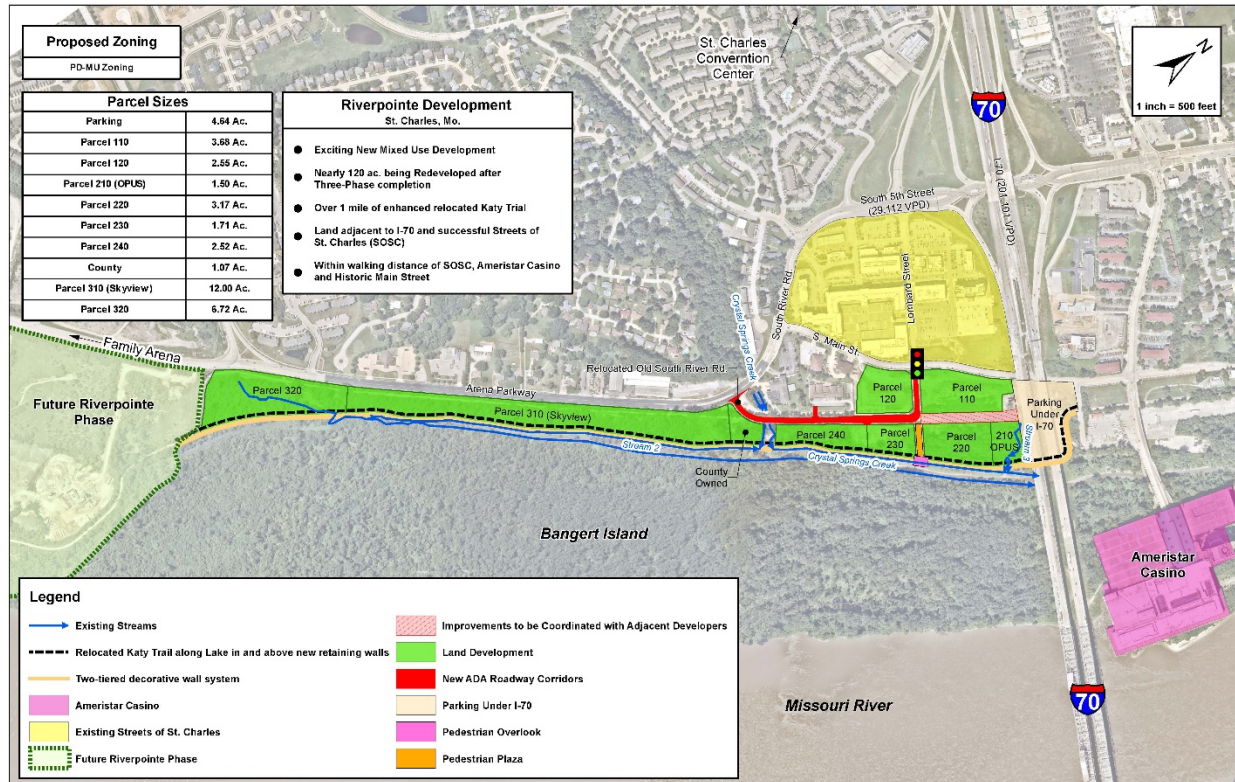 Proposed Zoning
PD-MU Zoning
Parcel Sizes
Parking 4.64 Ac.
Parcel 110 3.68 Ac.
Parcel 120 2.55 Ac.
Parcel 210 (OPUS) 1.50 Ac.
Parcel 220 3.17 Ac.
Parcel 230 1.71 Ac.
Parcel 240 2.52 Ac.
County 1.07 Ac.
Parcel 310 (Skyview) 12.00 Ac.
Parcel 320 6.72 Ac.
Riverpointe Development
St. Charles, Mo.
Exciting New Mixed Use Development
Nearly 120 ac. being Redeveloped after
Three-Phase completion
Over 1 mile of enhanced relocated Katy Trial
Land adjacent to I-70 and successful Streets of
St. Charles (SOSC)
Within walking distance of SOSC, Ameristar Casino
and Historic Main Street
St. Charles
Convention
Center
70
N
1 inch = 500 feet
South 5th Street
(29,112 VPD)
I-70 (201,101 VPD)
South River Rd.
Lombard Street
S. Main St.
Crystal Springs Creek
Relocated Old South River Rd.
Family Arena
Arena Parkway
Future Riverpointe
Phase
Parcel 320
Parcel 310 (Skyview)
Parcel
120
Parcel
110
Parking
Under
I-70
Parcel 240
Parcel
230
Parcel
220
210
OPUS
Stream 3
Stream 2
Crystal Springs Creek
County
Owned
Bangert Island
Ameristar
Casino
Missouri River
70
Legend
Existing Streams
Relocated Katy Trail along Lake in and above new retaining walls
Two-tiered decorative wall system
Ameristar Casino
Existing Streets of St. Charles
Future Riverpointe Phase
Improvements to be Coordinated with Adjacent Developers
Land Development
New ADA Roadway Corridors
Parking Under I-70
Pedestrian Overlook
Pedestrian Plaza